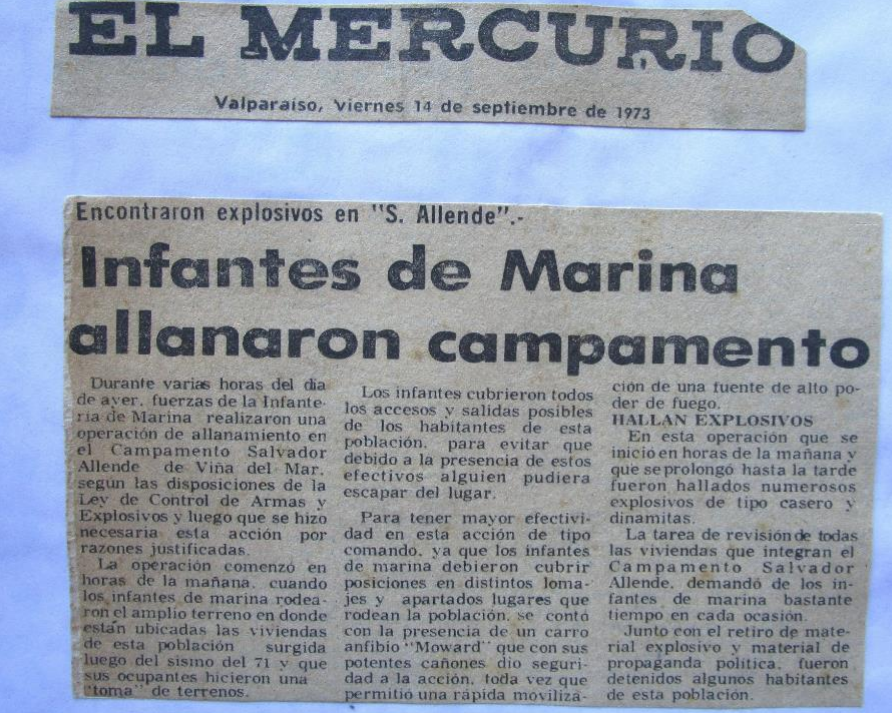 EL MERCURIO
Valparaíso, Viernes 14 de septiembre de 1973
Encontraron explosivos en "S. Allende".-
Infantes de Marina
allanaron campamento
Durante varias horas del día
de ayer, fuerzas de la Infante-
ría de Marina realizaron una
operación de allanamiento en
el Campamento Salvador
Allende de Viña del Mar,
según las disposiciones de la
Ley de Control de Armas y
Explosivos y luego que se hizo
necesaria esta acción por
razones justificadas.
La operación comenzó en
horas de la mañana, cuando
los infantes de marina rodea-
ron el amplio terreno en donde
están ubicadas las viviendas
de esta población surgida
luego del sismo del 71 y que
sus ocupantes hicieron una
"toma" de terrenos.
Los infantes cubrieron todos
los accesos y salidas posibles
de los habitantes de esta
población, para evitar que
debido a la presencia de estos
efectivos alguien pudiera
escapar del lugar.
Para tener mayor efectivi-
dad en esta acción de tipo
comando, ya que los infantes
de marina debieron cubrir
posiciones en distintos loma-
jes y apartados lugares que
rodean la población, se contó
con la presencia de un carro
anfibio "Moward" que con sus
potentes cañones dio seguri-
dad a la acción, toda vez que
permitió una rápida moviliza-
ción de una fuente de alto po-
der de fuego.
HALLAN EXPLOSIVOS
En esta operación que se
inició en horas de la mañana y
que se prolongó hasta la tarde
fueron hallados numerosos
explosivos de tipo casero y
dinamitas.
La tarea de revisión de todas
las viviendas que integran el
Campamento Salvador
Allende, demandó de los in-
fantes de marina bastante
tiempo en cada ocasión.
Junto con el retiro de mate-
rial explosivo y material de
propaganda política, fueron
detenidos algunos habitantes
de esta población.